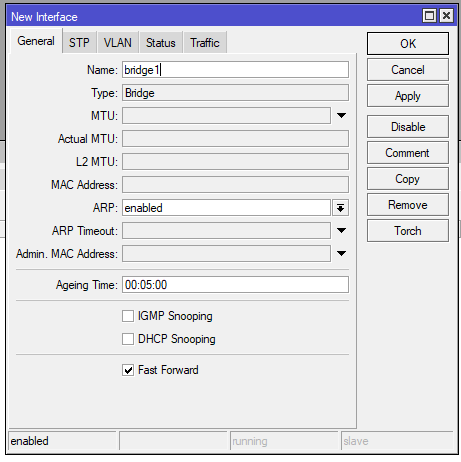 New Interface
General STP VLAN Status Traffic
OK
Name: bridge1
Cancel
Type: Bridge
Apply
MTU:
Disable
Actual MTU:
Comment
L2 MTU:
Copy
MAC Address:
Remove
ARP: enabled
Torch
ARP Timeout:
Admin. MAC Address:
Ageing Time: 00:05:00
IGMP Snooping
DHCP Snooping
Fast Forward
enabled running slave